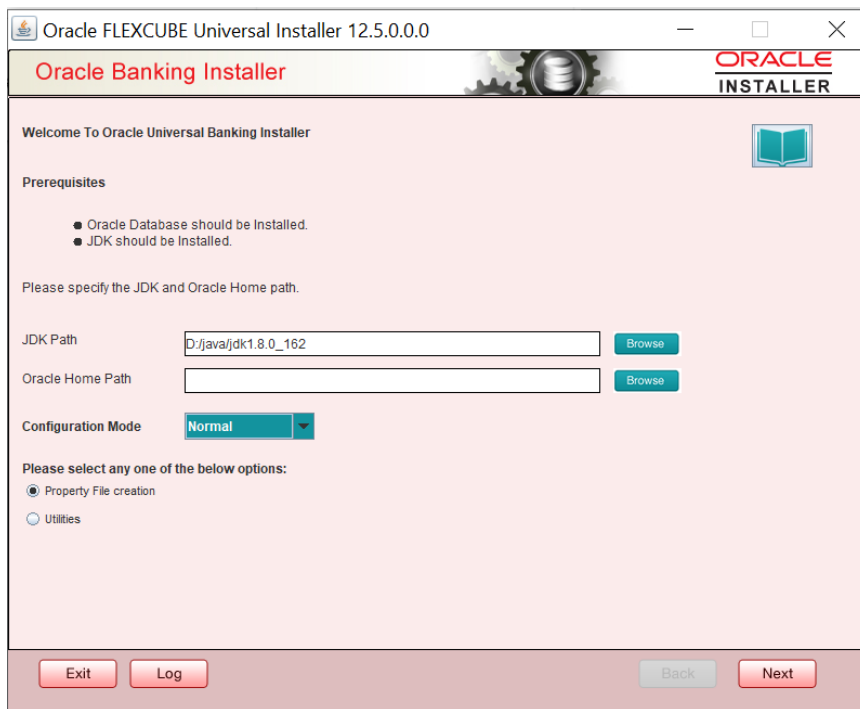 Oracle FLEXCUBE Universal Installer 12.5.0.0.0
Oracle Banking Installer
ORACLE
INSTALLER
Welcome To Oracle Universal Banking Installer
Prerequisites
Oracle Database should be Installed.
JDK should be Installed.
Please specify the JDK and Oracle Home path.
JDK Path D:/java/jdk1.8.0_162 Browse
Oracle Home Path Browse
Configuration Mode Normal
Please select any one of the below options:
Property File creation
Utilities
Exit Log Back Next